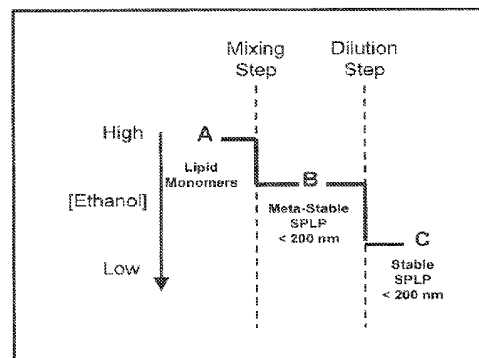 Mixing
Step
Dilution
Step
High
A
Lipid
Monomers
[Ethanol]
B
Meta-Stable
SPLP
< 200 nm
Low
C
Stable
SPLP
< 200 nm